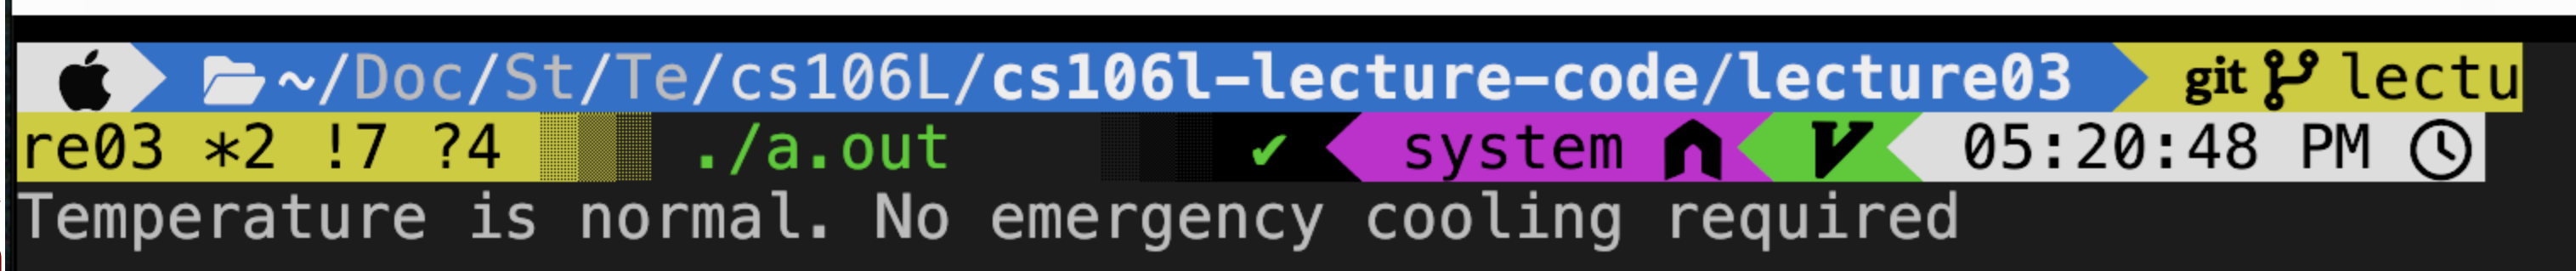 ~/Doc/St/Te/cs106L/cs106l-lecture-code/lecture03 git lectu
re03 *2 !7 ?4 ./a.out ✔ system V 05:20:48 PM
Temperature is normal. No emergency cooling required